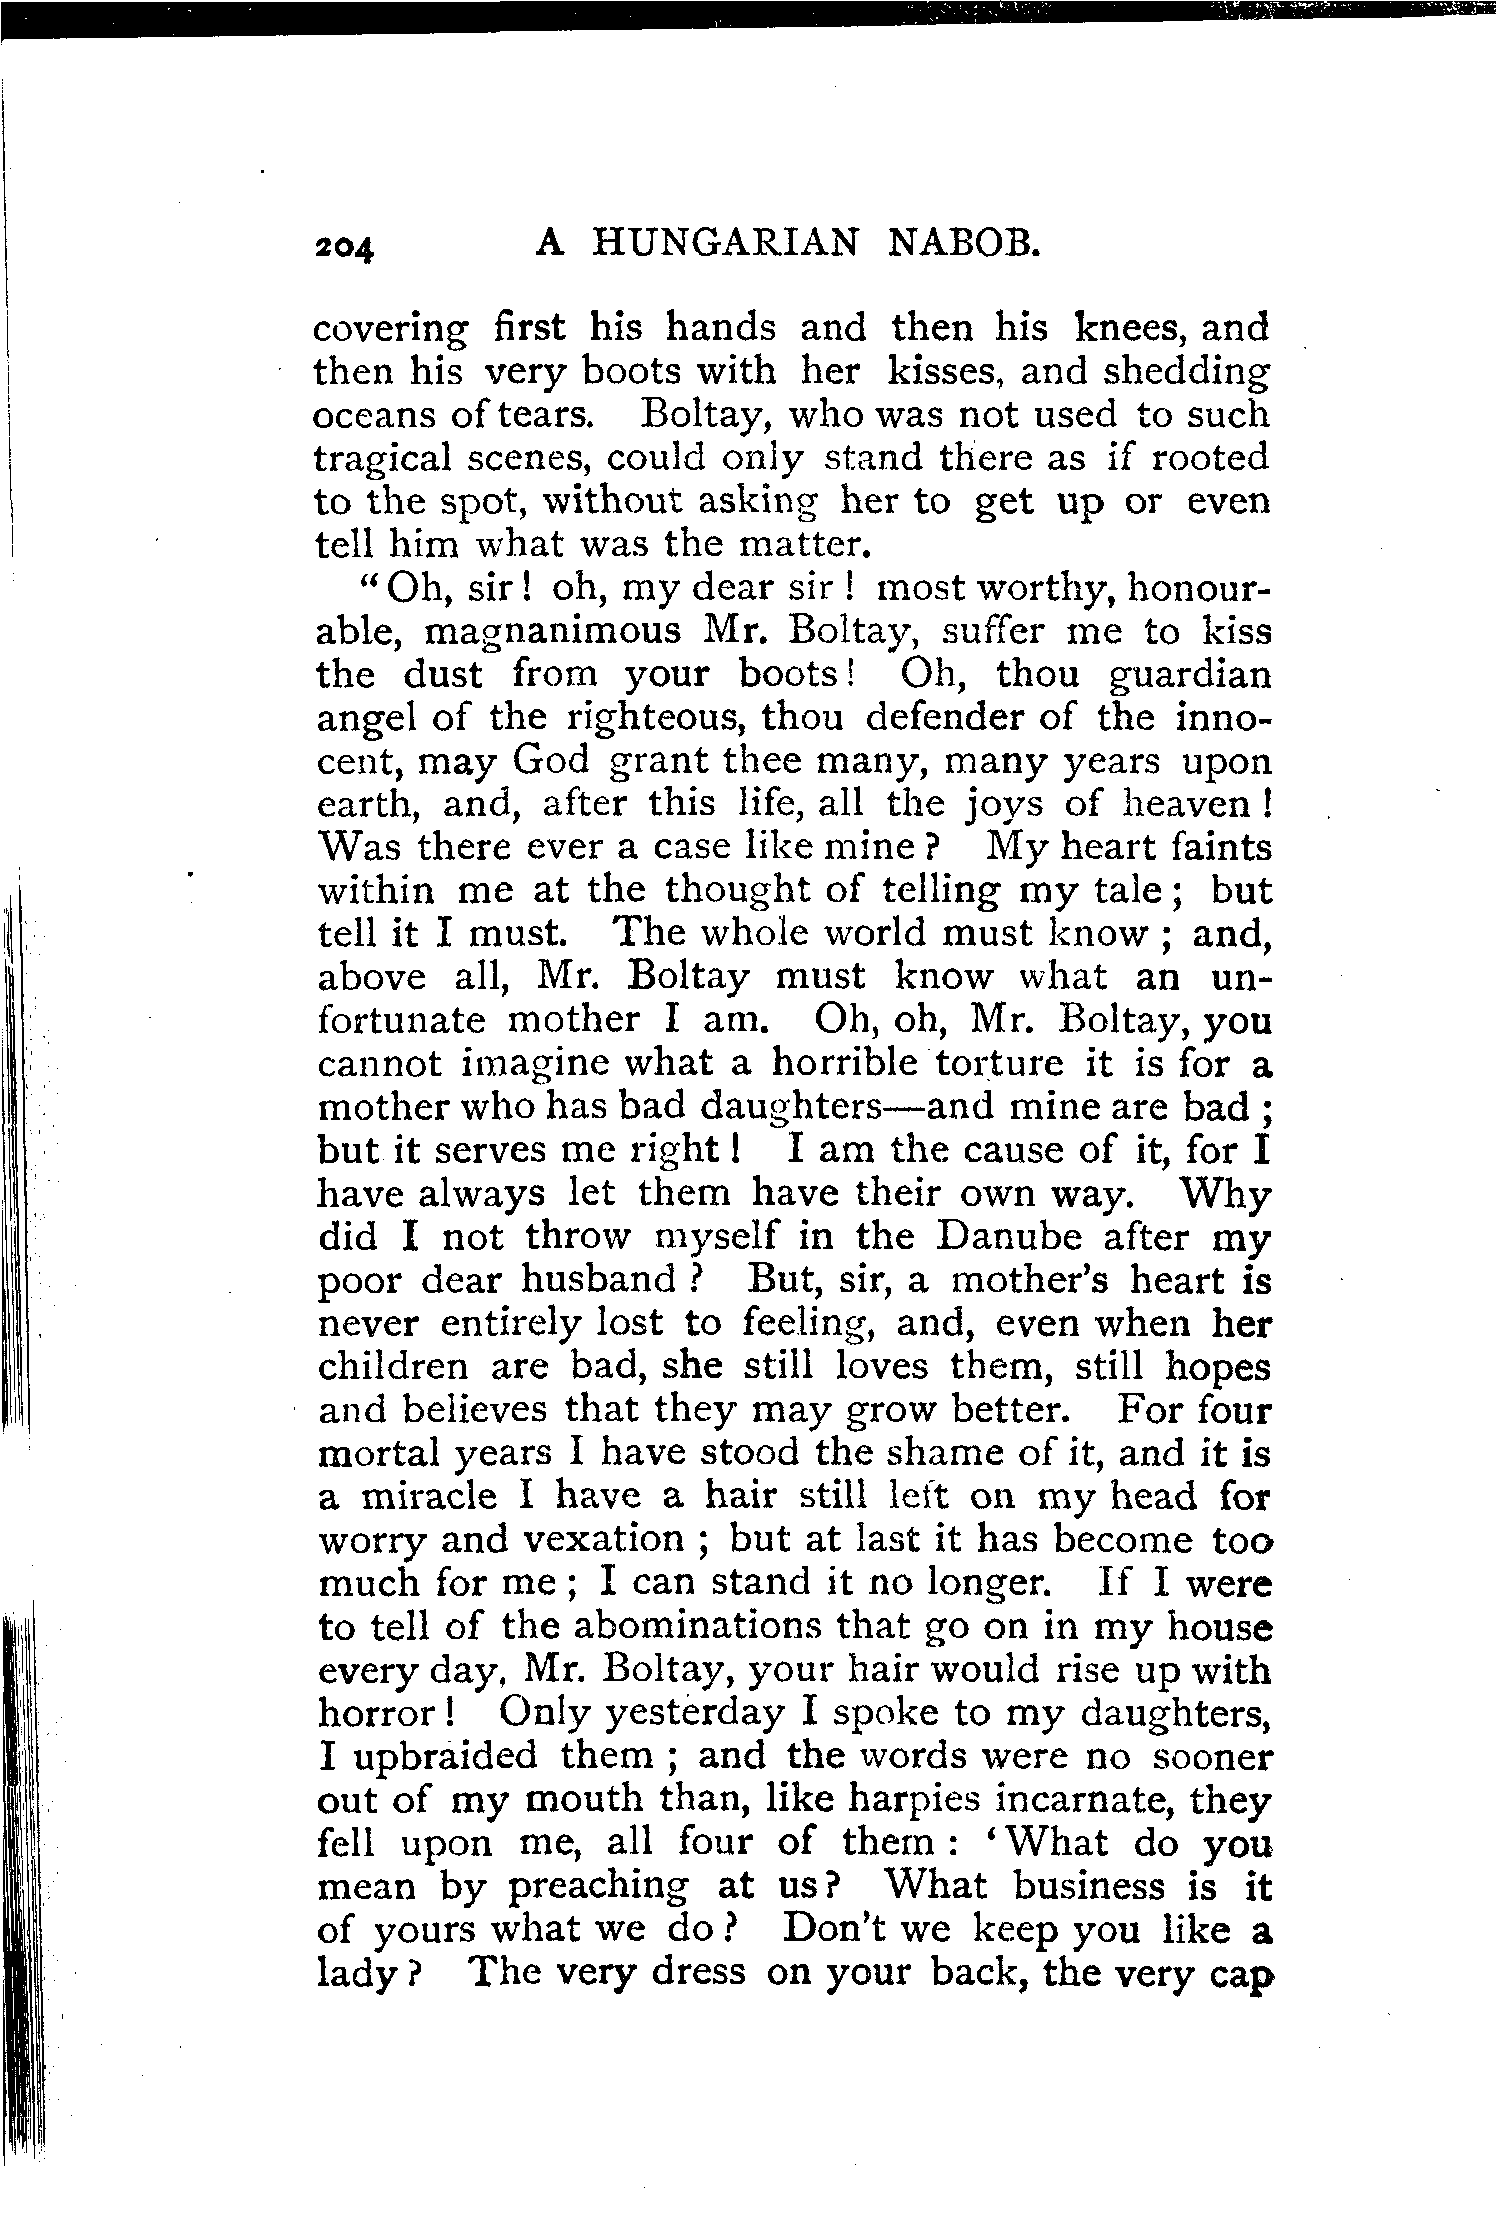 204 A HUNGARIAN NABOB.
covering first his hands and then his knees, and
then his very boots with her kisses, and shedding
oceans of tears. Boltay, who was not used to such
tragical scenes, could only stand there as if rooted
to the spot, without asking her to get up or even
tell him what was the matter.
“Oh, sir! oh, my dear sir! most worthy, honour-
able, magnanimous Mr. Boltay, suffer me to kiss
the dust from your boots! Oh, thou guardian
angel of the righteous, thou defender of the inno-
cent, may God grant thee many, many years upon
earth, and, after this life, all the joys of heaven!
Was there ever a case like mine? My heart faints
within me at the thought of telling my tale; but
tell it I must. The whole world must know; and,
above all, Mr. Boltay must know what an un-
fortunate mother I am. Oh, oh, Mr. Boltay, you
cannot imagine what a horrible torture it is for a
mother who has bad daughters—and mine are bad;
but it serves me right! I am the cause of it, for I
have always let them have their own way. Why
did I not throw myself in the Danube after my
poor dear husband? But, sir, a mother's heart is
never entirely lost to feeling, and, even when her
children are bad, she still loves them, still hopes
and believes that they may grow better. For four
mortal years I have stood the shame of it, and it is
a miracle I have a hair still left on my head for
worry and vexation; but at last it has become too
much for me; I can stand it no longer. If I were
to tell of the abominations that go on in my house
every day, Mr. Boltay, your hair would rise up with
horror! Only yesterday I spoke to my daughters,
I upbraided them; and the words were no sooner
out of my mouth than, like harpies incarnate, they
fell upon me, all four of them: ‘What do you
mean by preaching at us? What business is it
of yours what we do? Don't we keep you like a
lady? The very dress on your back, the very cap